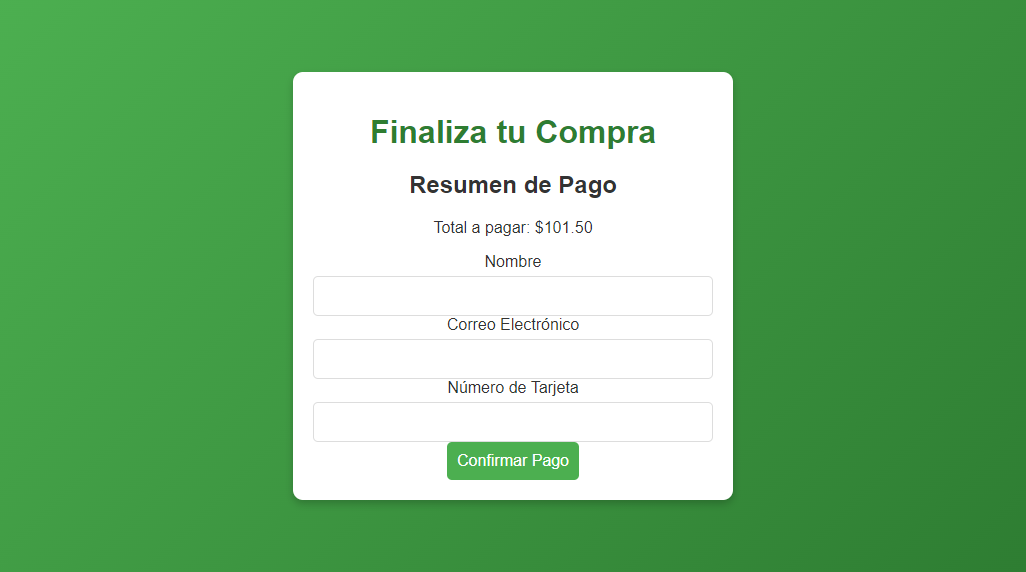 Finaliza tu Compra
Resumen de Pago
Total a pagar: $101.50
Nombre
Correo Electrónico
Número de Tarjeta
Confirmar Pago